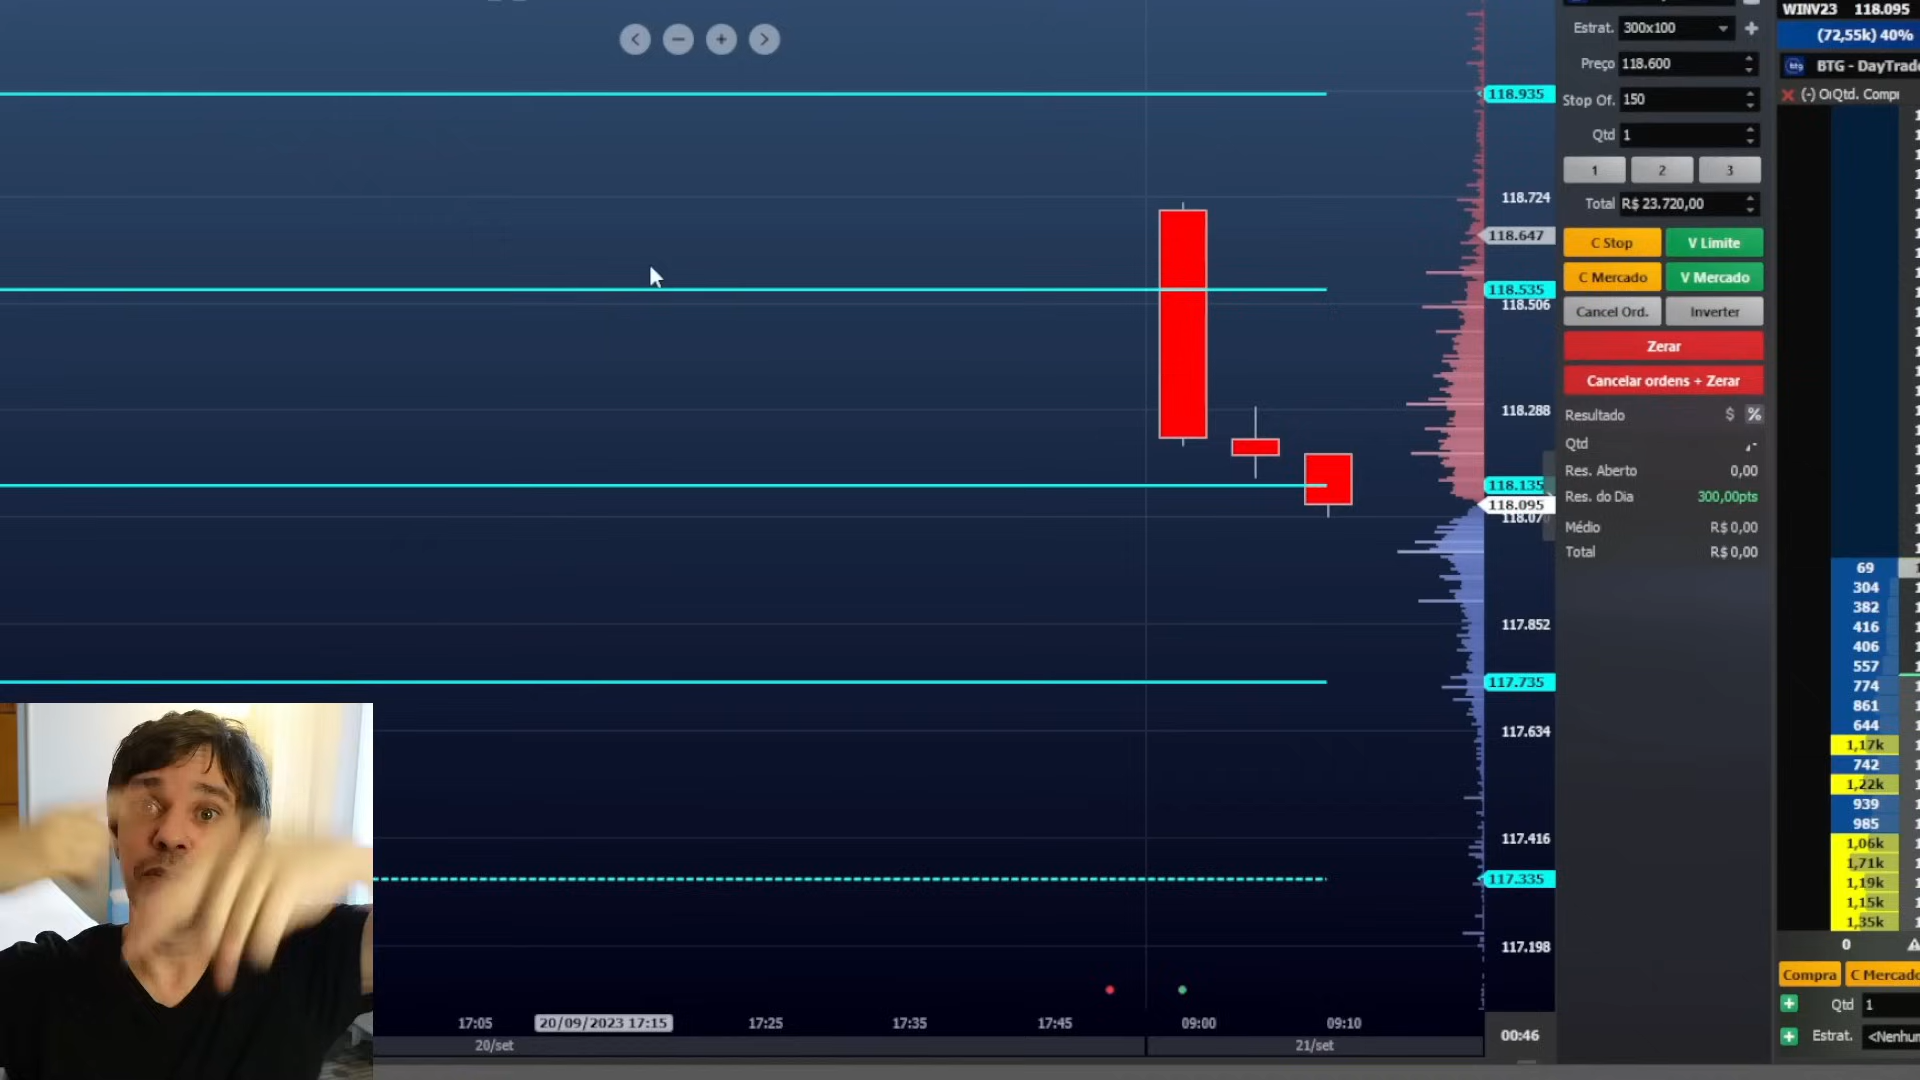 WINV23 118.095
Estrat. 300x100
(72,55k) 40%
Preço 118.600
BTG - DayTrade
Stop Of. 150
118.935
Qtd. Compr
Qtd 1
1 2 3
118.724
Total R$ 23.720,00
118.647
C Stop V Limite
C Mercado V Mercado
118.535
118.506
Cancel Ord. Inverter
Zerar
Cancelar ordens + Zerar
118.288
Resultado $ %
Qtd
Res. Aberto 0,00
118.135
Res. do Dia 300,00pts
118.095
118.070
Médio R$ 0,00
Total R$ 0,00
69
304
382
416
117.852
406
557
117.735
774
861
644
117.634
1,17k
742
1,22k
939
985
117.416
1,06k
1,71k
117.335
1,19k
1,15k
1,35k
117.198
0
Compra C Mercado
Qtd 1
17:05 20/09/2023 17:15 17:25 17:35 17:45 09:00 09:10
00:46
Estrat. <Nenhum
20/set 21/set